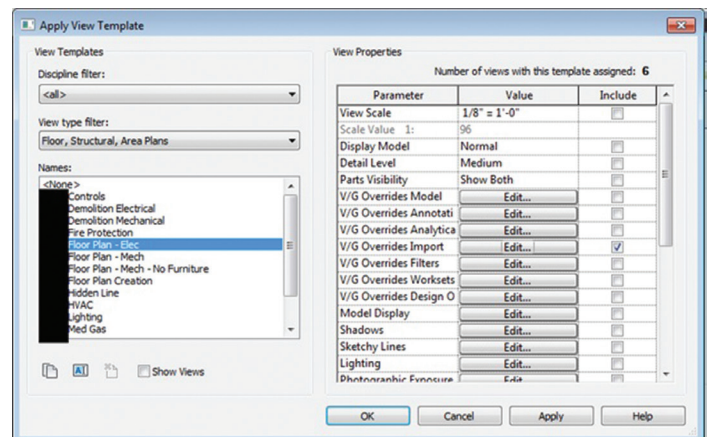 Apply View Template
View Templates
Discipline filter:
<all>
View type filter:
Floor, Structural, Area Plans
Names:
<None>
Controls
Demolition Electrical
Demolition Mechanical
Fire Protection
Floor Plan - Elec
Floor Plan - Mech
Floor Plan - Mech - No Furniture
Floor Plan Creation
Hidden Line
HVAC
Lighting
Med Gas
Show Views
View Properties
Number of views with this template assigned: 6
Parameter Value Include
View Scale 1/8" = 1'-0"
Scale Value 1: 96
Display Model Normal
Detail Level Medium
Parts Visibility Show Both
V/G Overrides Model Edit...
V/G Overrides Annotati Edit...
V/G Overrides Analytica Edit...
V/G Overrides Import Edit...
V/G Overrides Filters Edit...
V/G Overrides Worksets Edit...
V/G Overrides Design O Edit...
Model Display Edit...
Shadows Edit...
Sketchy Lines Edit...
Lighting Edit...
Photographic Exposure Edit...
OK Cancel Apply Help